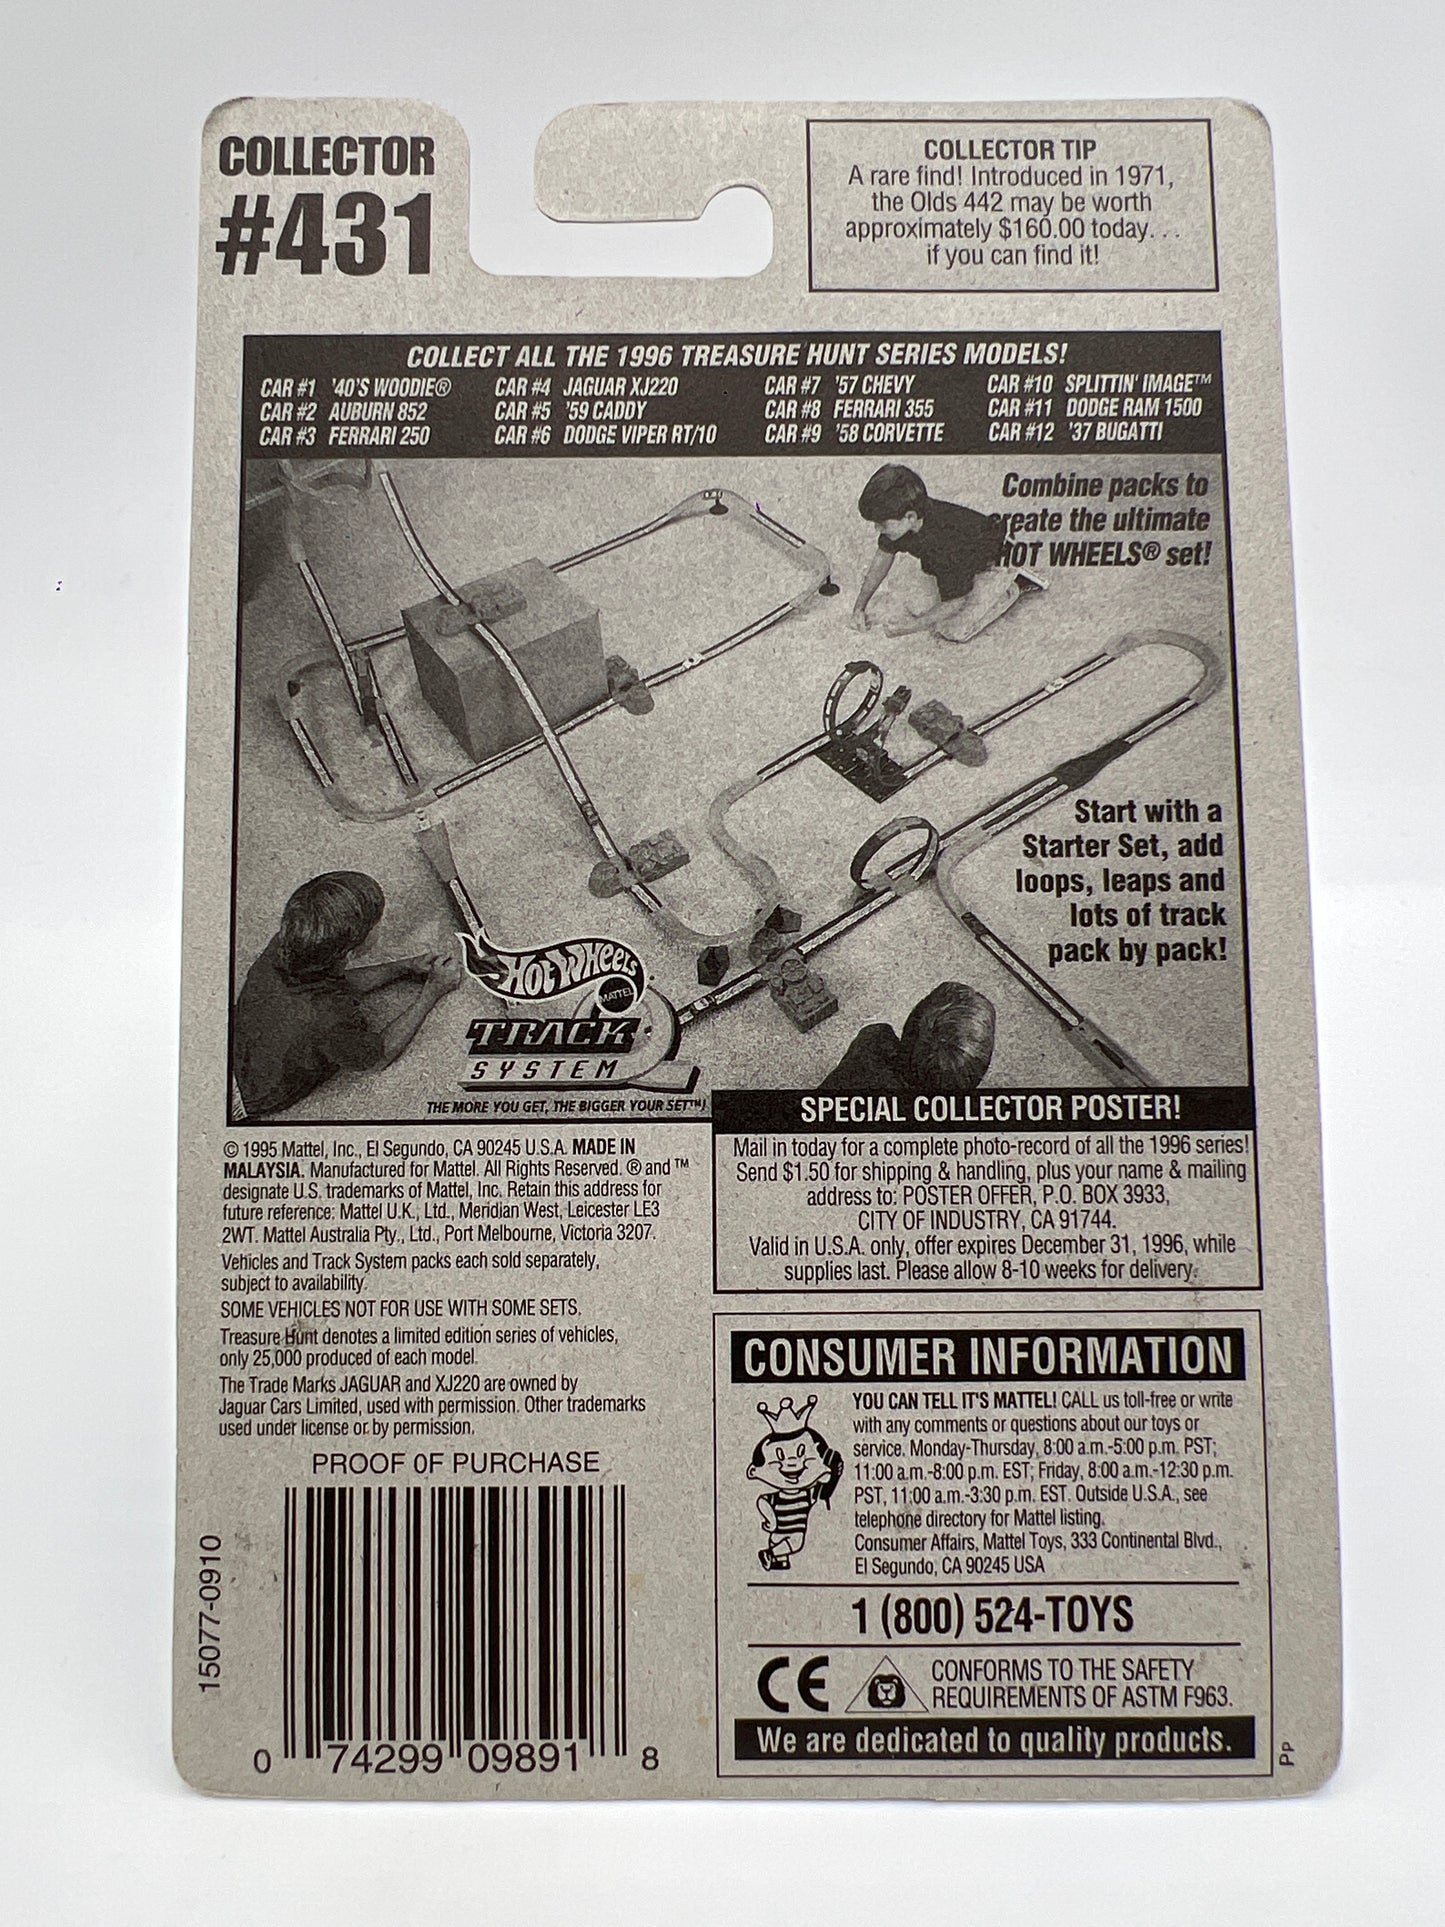 COLLECTOR
#431
COLLECTOR TIP
A rare find! Introduced in 1971,
the Olds 442 may be worth
approximately $160.00 today. . .
if you can find it!
COLLECT ALL THE 1996 TREASURE HUNT SERIES MODELS!
CAR #1 '40'S WOODIE®
CAR #2 AUBURN 852
CAR #3 FERRARI 250
CAR #4 JAGUAR XJ220
CAR #5 '59 CADDY
CAR #6 DODGE VIPER RT/10
CAR #7 '57 CHEVY
CAR #8 FERRARI 355
CAR #9 '58 CORVETTE
CAR #10 SPLITTIN' IMAGE™
CAR #11 DODGE RAM 1500
CAR #12 '37 BUGATTI
Combine packs to
create the ultimate
HOT WHEELS® set!
Start with a
Starter Set, add
loops, leaps and
lots of track
pack by pack!
HOT WHEELS
MATTEL
TRACK
SYSTEM
THE MORE YOU GET, THE BIGGER YOUR SET™!
SPECIAL COLLECTOR POSTER!
Mail in today for a complete photo-record of all the 1996 series!
Send $1.50 for shipping & handling, plus your name & mailing
address to: POSTER OFFER, P.O. BOX 3933,
CITY OF INDUSTRY, CA 91744.
Valid in U.S.A. only, offer expires December 31, 1996, while
supplies last. Please allow 8-10 weeks for delivery.
© 1995 Mattel, Inc., El Segundo, CA 90245 U.S.A. MADE IN
MALAYSIA. Manufactured for Mattel. All Rights Reserved. ® and ™
designate U.S. trademarks of Mattel, Inc. Retain this address for
future reference: Mattel U.K., Ltd., Meridian West, Leicester LE3
2WT. Mattel Australia Pty., Ltd., Port Melbourne, Victoria 3207.
Vehicles and Track System packs each sold separately,
subject to availability.
SOME VEHICLES NOT FOR USE WITH SOME SETS.
Treasure Hunt denotes a limited edition series of vehicles,
only 25,000 produced of each model.
The Trade Marks JAGUAR and XJ220 are owned by
Jaguar Cars Limited, used with permission. Other trademarks
used under license or by permission.
PROOF OF PURCHASE
15077-0910
0 74299 09891 8
CONSUMER INFORMATION
YOU CAN TELL IT'S MATTEL! CALL us toll-free or write
with any comments or questions about our toys or
service. Monday-Thursday, 8:00 a.m.-5:00 p.m. PST;
11:00 a.m.-8:00 p.m. EST; Friday, 8:00 a.m.-12:30 p.m.
PST, 11:00 a.m.-3:30 p.m. EST. Outside U.S.A., see
telephone directory for Mattel listing.
Consumer Affairs, Mattel Toys, 333 Continental Blvd.,
El Segundo, CA 90245 USA
1 (800) 524-TOYS
CE
CONFORMS TO THE SAFETY
REQUIREMENTS OF ASTM F963.
We are dedicated to quality products.
PP